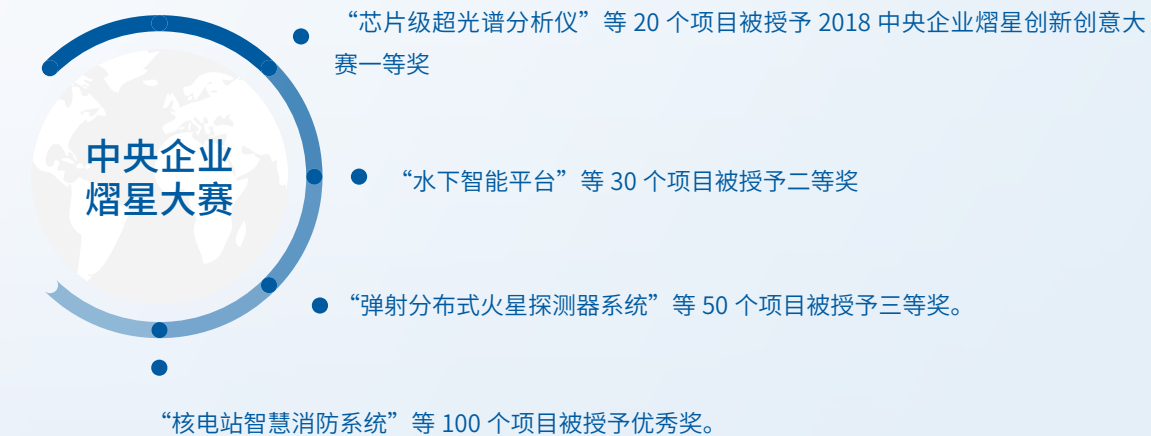 “芯片级超光谱分析仪”等 20 个项目被授予 2018 中央企业熠星创新创意大
赛一等奖
中央企业
熠星大赛
“水下智能平台”等 30 个项目被授予二等奖
“弹射分布式火星探测器系统”等 50 个项目被授予三等奖。
“核电站智慧消防系统”等 100 个项目被授予优秀奖。